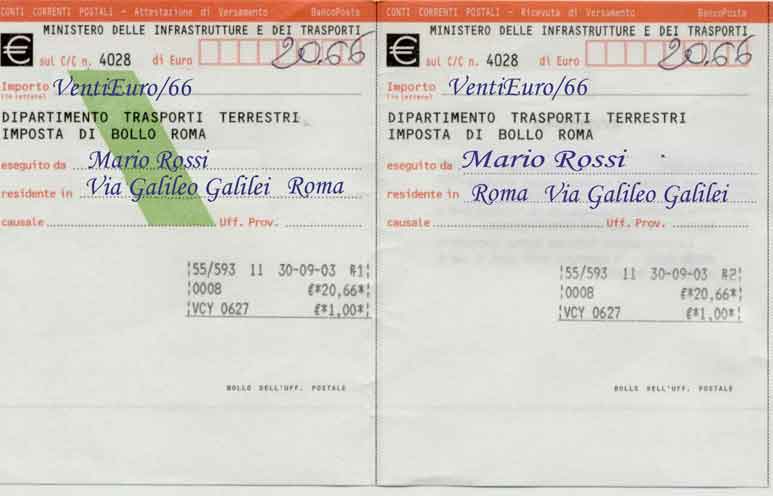 CONTI CORRENTI POSTALI - Attestazione di Versamento BancoPosta
MINISTERO DELLE INFRASTRUTTURE E DEI TRASPORTI
€ sul C/C n. 4028 di Euro 20.66
Importo VentiEuro/66
(in lettere)
DIPARTIMENTO TRASPORTI TERRESTRI
IMPOSTA DI BOLLO ROMA
eseguito da Mario Rossi
residente in Via Galileo Galilei Roma
causale Uff. Prov.
55/593 11 30-09-03 R1
0008 €*20,66*
VCY 0627 €*1,00*
BOLLO DELL'UFF. POSTALE
CONTI CORRENTI POSTALI - Ricevuta di Versamento BancoPosta
MINISTERO DELLE INFRASTRUTTURE E DEI TRASPORTI
€ sul C/C n. 4028 di Euro 20.66
Importo VentiEuro/66
(in lettere)
DIPARTIMENTO TRASPORTI TERRESTRI
IMPOSTA DI BOLLO ROMA
eseguito da Mario Rossi
residente in Roma Via Galileo Galilei
causale Uff. Prov.
55/593 11 30-09-03 R2
0008 €*20,66*
VCY 0627 €*1,00*
BOLLO DELL'UFF. POSTALE